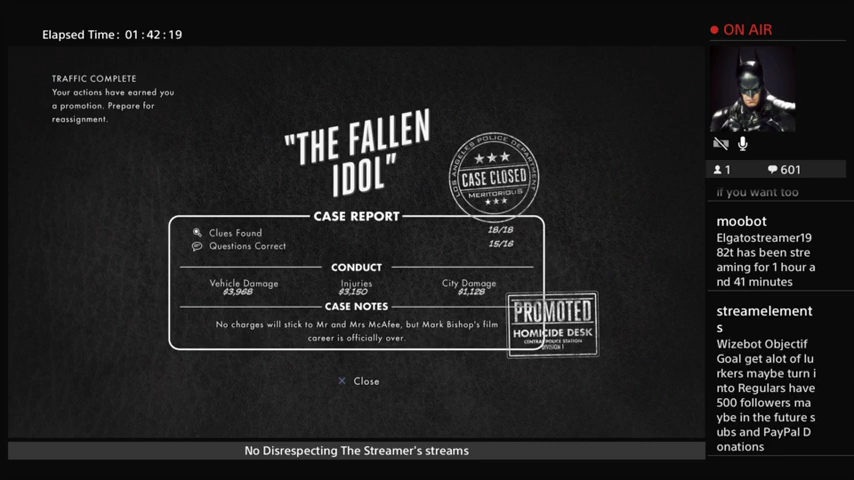 Elapsed Time: 01:42:19
ON AIR
TRAFFIC COMPLETE
Your actions have earned you
a promotion. Prepare for
reassignment.
"THE FALLEN
IDOL"
LOS ANGELES POLICE DEPARTMENT
CASE CLOSED
MERITORIOUS
CASE REPORT
Clues Found 18/18
Questions Correct 15/16
CONDUCT
Vehicle Damage Injuries City Damage
$3,968 $3,150 $1,128
CASE NOTES
No charges will stick to Mr and Mrs McAfee, but Mark Bishop's film
career is officially over.
PROMOTED
HOMICIDE DESK
CENTRAL POLICE STATION
DIVISION 1
X Close
No Disrespecting The Streamer's streams
1 601
if you want too
moobot
Elgatostreamer19
82t has been stre
aming for 1 hour a
nd 41 minutes
streamelement
s
Wizebot Objectif
Goal get alot of lu
rkers maybe turn i
nto Regulars have
500 followers ma
ybe in the future s
ubs and PayPal D
onations